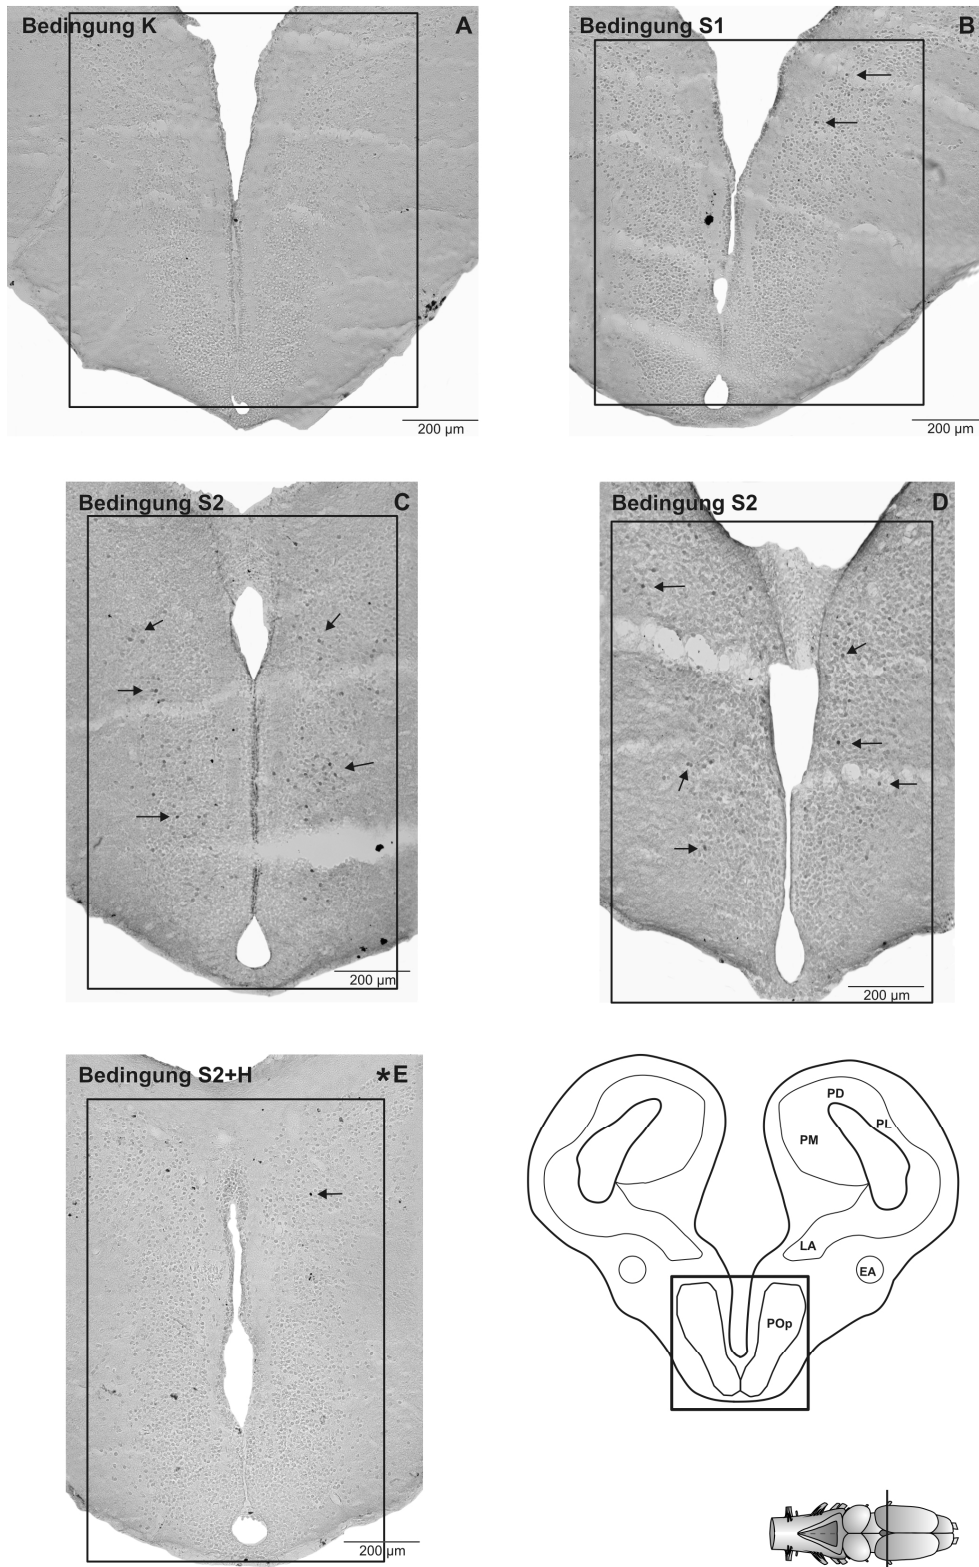 Bedingung K A
Bedingung S1 B
200 µm
200 µm
Bedingung S2 C
Bedingung S2 D
200 µm
200 µm
Bedingung S2+H *E
PD
PL
PM
LA
EA
POp
200 µm